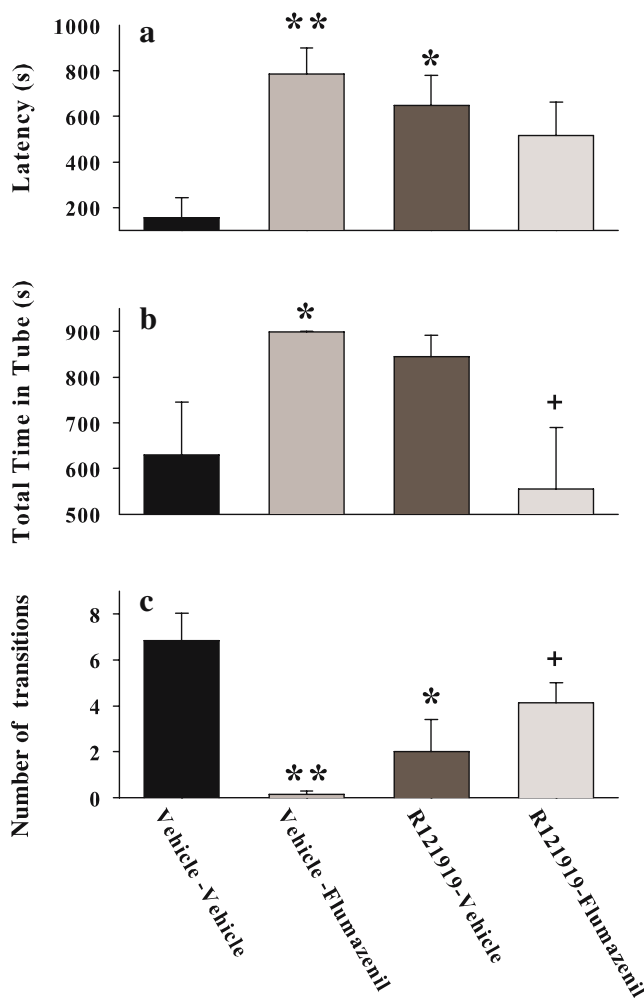 a
Latency (s)
1000
800
600
400
200
**
*
b
Total Time in Tube (s)
900
800
700
600
500
*
+
c
Number of transitions
8
6
4
2
0
**
*
+
Vehicle-Vehicle
Vehicle-Flumazenil
R121919-Vehicle
R121919-Flumazenil